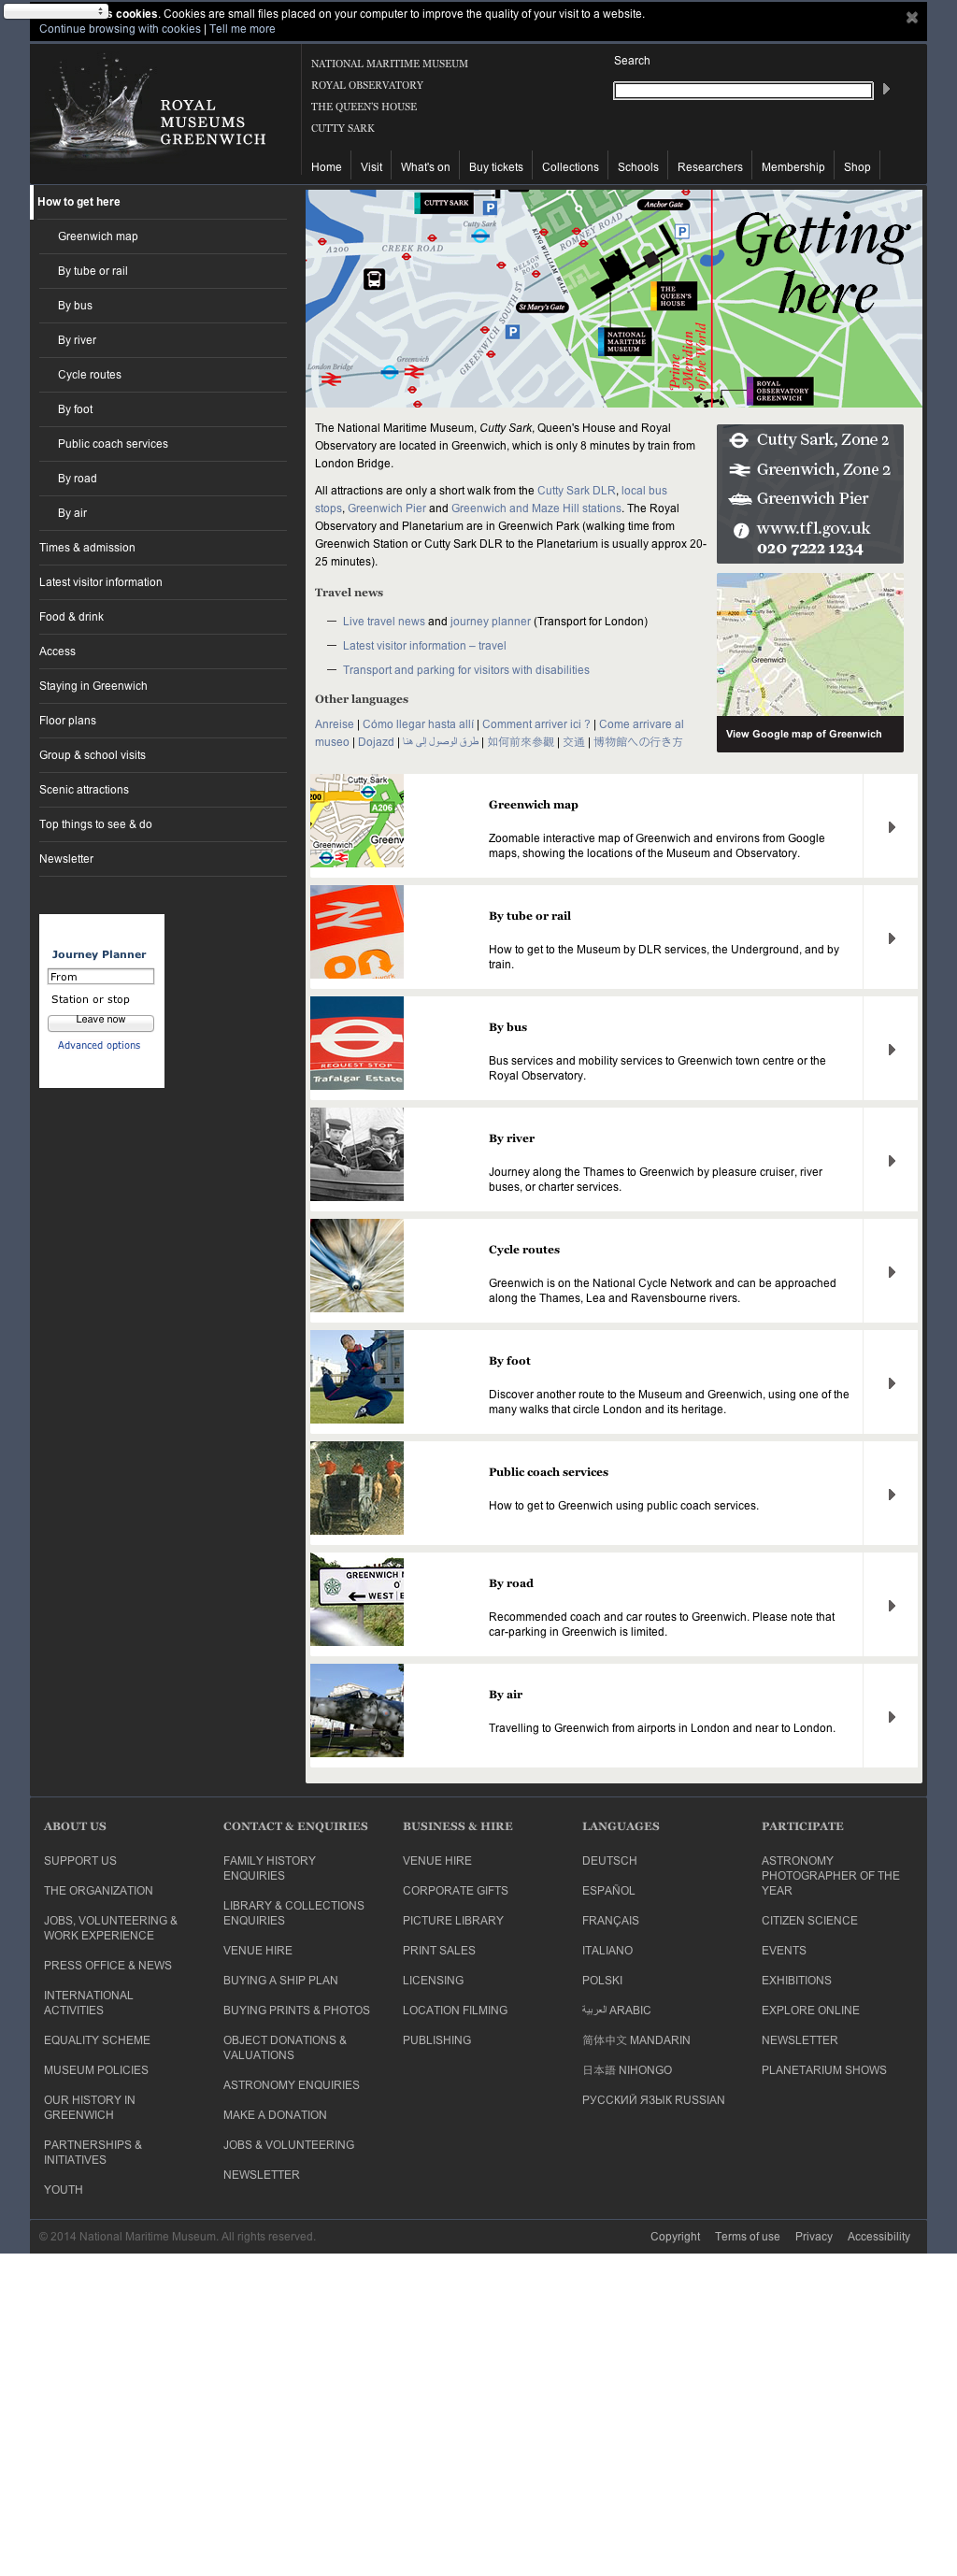 s cookies. Cookies are small files placed on your computer to improve the quality of your visit to a website.
Continue browsing with cookies | Tell me more
ROYAL
MUSEUMS
GREENWICH
NATIONAL MARITIME MUSEUM
ROYAL OBSERVATORY
THE QUEEN'S HOUSE
CUTTY SARK
Search
Home
Visit
What's on
Buy tickets
Collections
Schools
Researchers
Membership
Shop
How to get here
Greenwich map
By tube or rail
By bus
By river
Cycle routes
By foot
Public coach services
By road
By air
Times & admission
Latest visitor information
Food & drink
Access
Staying in Greenwich
Floor plans
Group & school visits
Scenic attractions
Top things to see & do
Newsletter
Journey Planner
From
Station or stop
Leave now
Advanced options
CUTTY SARK
P
Cutty Sark
Anchor Gate
A200
CREEK ROAD
KING WILLIAM WALK
ROMNEY ROAD
P
NELSON ROAD
Getting
here
St Mary's Gate
THE QUEEN'S HOUSE
GREENWICH SOUTH ST
P
NATIONAL MARITIME MUSEUM
Prime Meridian of the World
London Bridge
Greenwich
ROYAL OBSERVATORY GREENWICH
The National Maritime Museum, Cutty Sark, Queen's House and Royal
Observatory are located in Greenwich, which is only 8 minutes by train from
London Bridge.
All attractions are only a short walk from the Cutty Sark DLR, local bus
stops, Greenwich Pier and Greenwich and Maze Hill stations. The Royal
Observatory and Planetarium are in Greenwich Park (walking time from
Greenwich Station or Cutty Sark DLR to the Planetarium is usually approx 20-
25 minutes).
Travel news
— Live travel news and journey planner (Transport for London)
— Latest visitor information – travel
— Transport and parking for visitors with disabilities
Other languages
Anreise | Cómo llegar hasta allí | Comment arriver ici ? | Come arrivare al
museo | Dojazd | طرق الوصول إلى هنا | 如何前來參觀 | 交通 | 博物館への行き方
Cutty Sark, Zone 2
Greenwich, Zone 2
Greenwich Pier
www.tfl.gov.uk
020 7222 1234
Greenwich
View Google map of Greenwich
Cutty Sark
200
A206
Greenwich
Greenw
Greenwich map
Zoomable interactive map of Greenwich and environs from Google
maps, showing the locations of the Museum and Observatory.
By tube or rail
How to get to the Museum by DLR services, the Underground, and by
train.
REQUEST STOP
Trafalgar Estate
By bus
Bus services and mobility services to Greenwich town centre or the
Royal Observatory.
By river
Journey along the Thames to Greenwich by pleasure cruiser, river
buses, or charter services.
Cycle routes
Greenwich is on the National Cycle Network and can be approached
along the Thames, Lea and Ravensbourne rivers.
By foot
Discover another route to the Museum and Greenwich, using one of the
many walks that circle London and its heritage.
Public coach services
How to get to Greenwich using public coach services.
GREENWICH M
0°
WEST E
By road
Recommended coach and car routes to Greenwich. Please note that
car-parking in Greenwich is limited.
By air
Travelling to Greenwich from airports in London and near to London.
ABOUT US
SUPPORT US
THE ORGANIZATION
JOBS, VOLUNTEERING &
WORK EXPERIENCE
PRESS OFFICE & NEWS
INTERNATIONAL
ACTIVITIES
EQUALITY SCHEME
MUSEUM POLICIES
OUR HISTORY IN
GREENWICH
PARTNERSHIPS &
INITIATIVES
YOUTH
CONTACT & ENQUIRIES
FAMILY HISTORY
ENQUIRIES
LIBRARY & COLLECTIONS
ENQUIRIES
VENUE HIRE
BUYING A SHIP PLAN
BUYING PRINTS & PHOTOS
OBJECT DONATIONS &
VALUATIONS
ASTRONOMY ENQUIRIES
MAKE A DONATION
JOBS & VOLUNTEERING
NEWSLETTER
BUSINESS & HIRE
VENUE HIRE
CORPORATE GIFTS
PICTURE LIBRARY
PRINT SALES
LICENSING
LOCATION FILMING
PUBLISHING
LANGUAGES
DEUTSCH
ESPAÑOL
FRANÇAIS
ITALIANO
POLSKI
العربية ARABIC
简体中文 MANDARIN
日本語 NIHONGO
РУССКИЙ ЯЗЫК RUSSIAN
PARTICIPATE
ASTRONOMY
PHOTOGRAPHER OF THE
YEAR
CITIZEN SCIENCE
EVENTS
EXHIBITIONS
EXPLORE ONLINE
NEWSLETTER
PLANETARIUM SHOWS
© 2014 National Maritime Museum. All rights reserved.
Copyright
Terms of use
Privacy
Accessibility